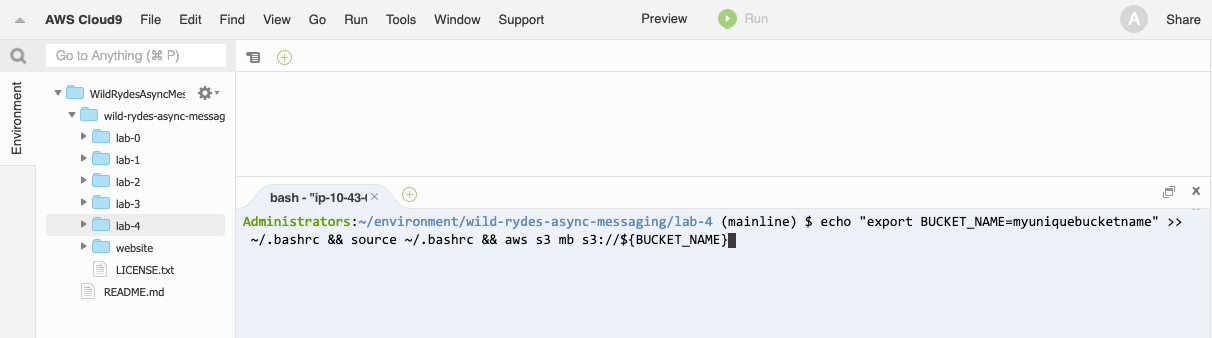 AWS Cloud9 File Edit Find View Go Run Tools Window Support Preview Run A Share
Go to Anything (⌘ P)
Environment
WildRydesAsyncMes
wild-rydes-async-messag
lab-0
lab-1
lab-2
lab-3
lab-4
website
LICENSE.txt
README.md
bash - "ip-10-43-
Administrators:~/environment/wild-rydes-async-messaging/lab-4 (mainline) $ echo "export BUCKET_NAME=myuniquebucketname" >>
~/.bashrc && source ~/.bashrc && aws s3 mb s3://${BUCKET_NAME}